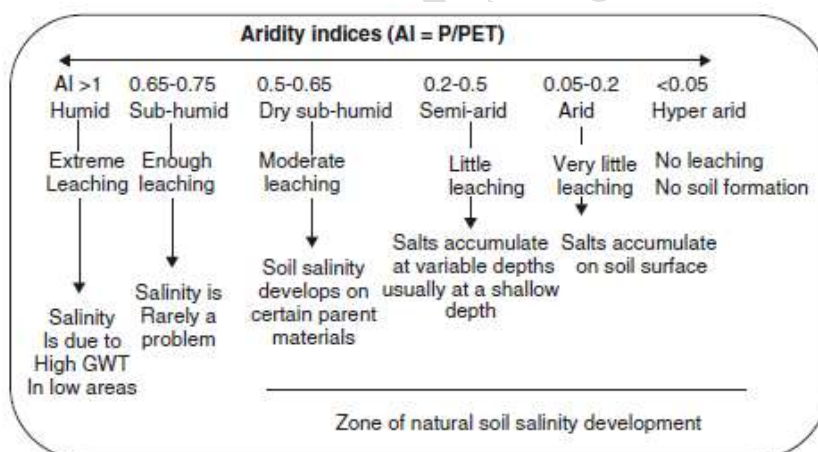 Aridity indices (AI = P/PET)
AI >1 0.65-0.75 0.5-0.65 0.2-0.5 0.05-0.2 <0.05
Humid Sub-humid Dry sub-humid Semi-arid Arid Hyper arid
Extreme
Leaching
Enough
leaching
Moderate
leaching
Little
leaching
Very little
leaching
No leaching
No soil formation
Salinity
Is due to
High GWT
In low areas
Salinity is
Rarely a
problem
Soil salinity
develops on
certain parent
materials
Salts accumulate
at variable depths
usually at a shallow
depth
Salts accumulate
on soil surface
Zone of natural soil salinity development